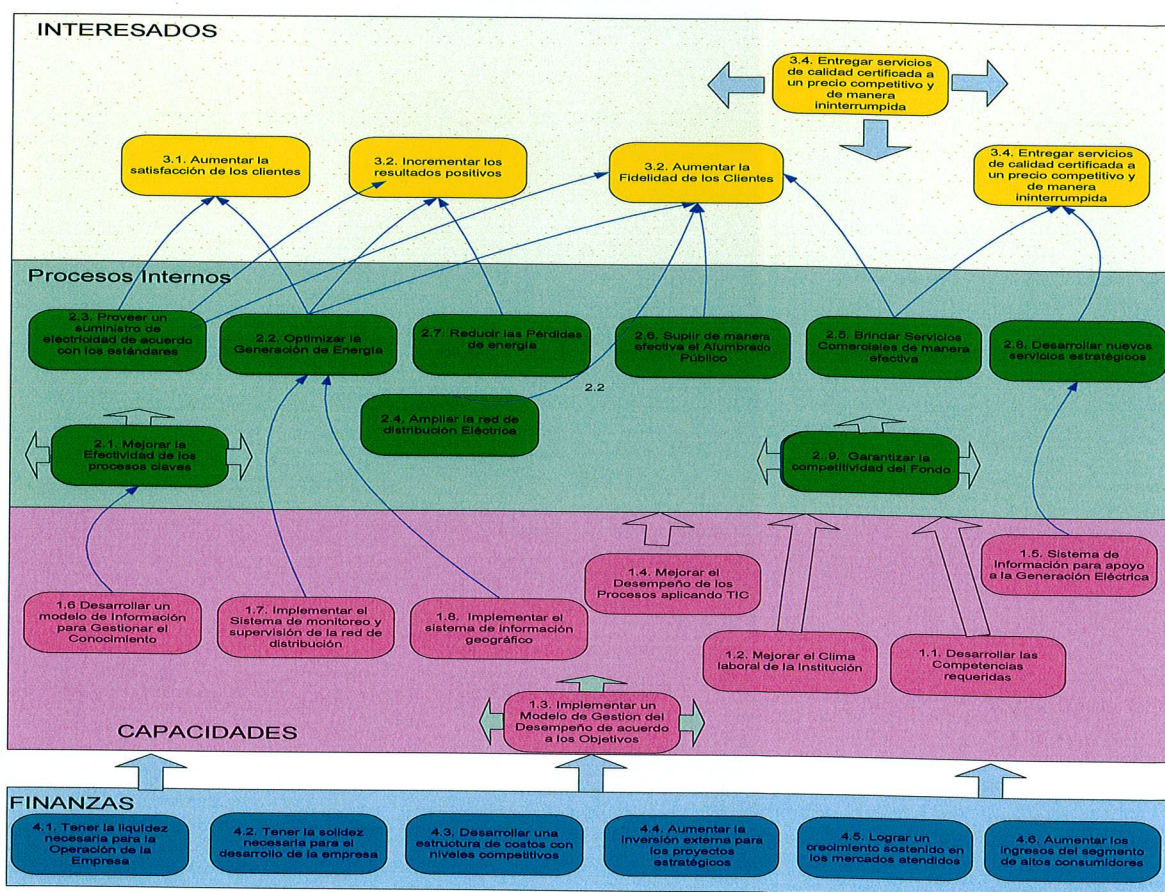 INTERESADOS
3.4. Entregar servicios
de calidad certificada a
un precio competitivo y
de manera
ininterrumpida
3.1. Aumentar la
satisfacción de los clientes
3.2. Incrementar los
resultados positivos
3.2. Aumentar la
Fidelidad de los Clientes
3.4. Entregar servicios
de calidad certificada a
un precio competitivo y
de manera
ininterrumpida
Procesos Internos
2.3. Proveer un
suministro de
electricidad de acuerdo
con los estándares
2.2. Optimizar la
Generación de Energía
2.7. Reducir las Pérdidas
de energía
2.6. Suplir de manera
efectiva el Alumbrado
Público
2.5. Brindar Servicios
Comerciales de manera
efectiva
2.8. Desarrollar nuevos
servicios estratégicos
2.2
2.4. Ampliar la red de
distribución Eléctrica
2.1. Mejorar la
Efectividad de los
procesos claves
2..9. Garantizar la
competitividad del Fondo
1.4. Mejorar el
Desempeño de los
Procesos aplicando TIC
1.5. Sistema de
Información para apoyo
a la Generación Eléctrica
1.6 Desarrollar un
modelo de Información
para Gestionar el
Conocimiento
1.7. Implementar el
Sistema de monitoreo y
supervisión de la red de
distribución
1.8. Implementar el
sistema de información
geográfico
1.2. Mejorar el Clima
laboral de la Institución
1.1. Desarrollar las
Competencias
requeridas
1.3. Implementar un
Modelo de Gestion del
Desempeño de acuerdo
a los Objetivos
CAPACIDADES
FINANZAS
4.1. Tener la liquidez
necesaria para la
Operación de la
Empresa
4.2. Tener la solidez
necesaria para el
desarrollo de la empresa
4.3. Desarrollar una
estructura de costos con
niveles competitivos
4.4. Aumentar la
inversión externa para
los proyectos
estratégicos
4.5. Lograr un
crecimiento sostenido en
los mercados atendidos
4.6. Aumentar los
ingresos del segmento
de altos consumidores